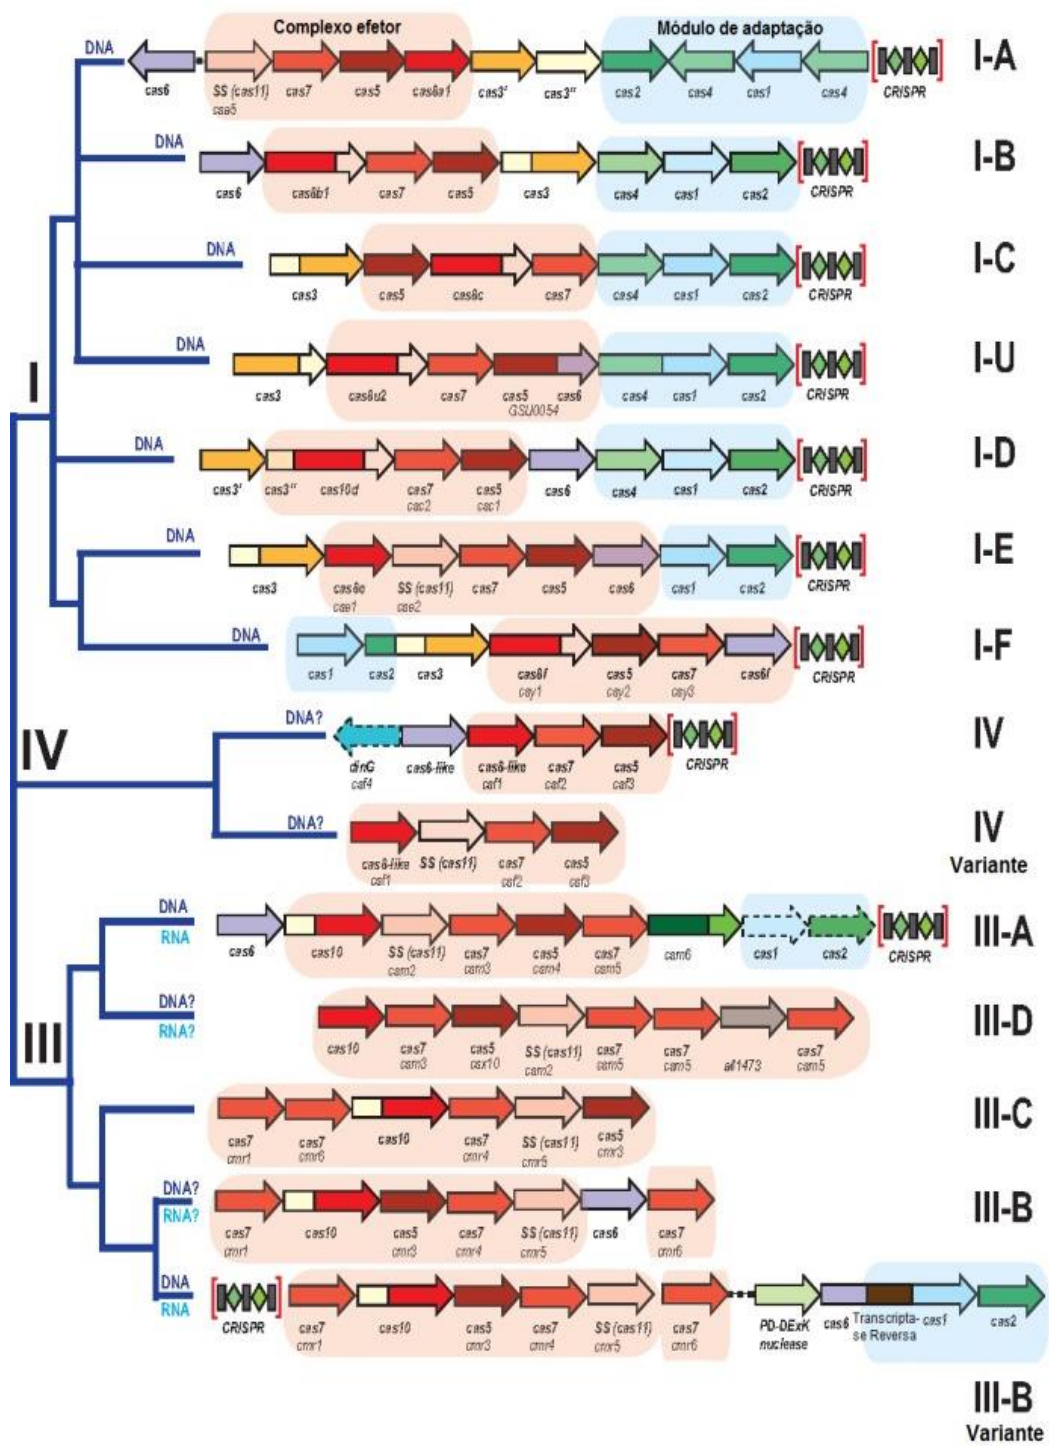 Complexo efetor
Módulo de adaptação
DNA
I-A
cas6
SS (cas11) cas7 cas5 cas8a1 cas3' cas3" cas2 cas4 cas1 cas4 CRISPR
csa5
DNA
I-B
cas6 cas8b1 cas7 cas5 cas3 cas4 cas1 cas2 CRISPR
DNA
I-C
cas3 cas5 cas8c cas7 cas4 cas1 cas2 CRISPR
I
DNA
I-U
cas3 cas8u2 cas7 cas5 cas6 cas4 cas1 cas2 CRISPR
GSU0054
DNA
I-D
cas3' cas3" cas10d cas7 cas5 cas6 cas4 cas1 cas2 CRISPR
csc2 csc1
DNA
I-E
cas3 cas8e SS (cas11) cas7 cas5 cas6 cas1 cas2 CRISPR
cse1 cse2
DNA
I-F
cas1 cas2 cas3 cas8f cas5 cas7 cas6f CRISPR
csy1 csy2 csy3
IV
DNA?
IV
dinG cas6-like cas8-like cas7 cas5 CRISPR
csf4 csf1 csf2 csf3
DNA?
IV
Variante
cas8-like SS (cas11) cas7 cas5
csf1 csf2 csf3
DNA
RNA
III-A
cas6 cas10 SS (cas11) cas7 cas5 cas7 csm6 cas1 cas2 CRISPR
csm2 csm3 csm4 csm5
III
DNA?
RNA?
III-D
cas10 cas7 cas5 SS (cas11) cas7 cas7 all1473 cas7
csm3 csx10 csm2 csm5 csm5 csm5
III-C
cas7 cas7 cas10 cas7 SS (cas11) cas5
cmr1 cmr6 cmr4 cmr5 cmr3
DNA?
RNA?
III-B
cas7 cas10 cas5 cas7 SS (cas11) cas6 cas7
cmr1 cmr3 cmr4 cmr5 cmr6
DNA
RNA
CRISPR cas7 cas10 cas5 cas7 SS (cas11) cas7 PD-DExK cas6 Transcripta- cas1 cas2
cmr1 cmr3 cmr4 cmr5 cmr6 nuclease se Reversa
III-B
Variante